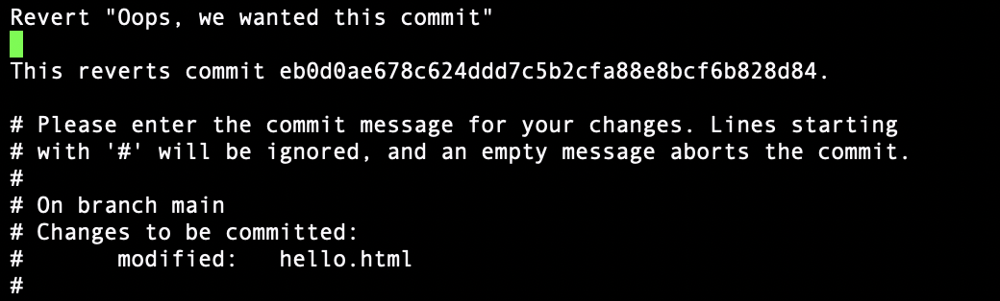 Revert "Oops, we wanted this commit"
This reverts commit eb0d0ae678c624ddd7c5b2cfa88e8bcf6b828d84.
# Please enter the commit message for your changes. Lines starting
# with '#' will be ignored, and an empty message aborts the commit.
#
# On branch main
# Changes to be committed:
#       modified:   hello.html
#